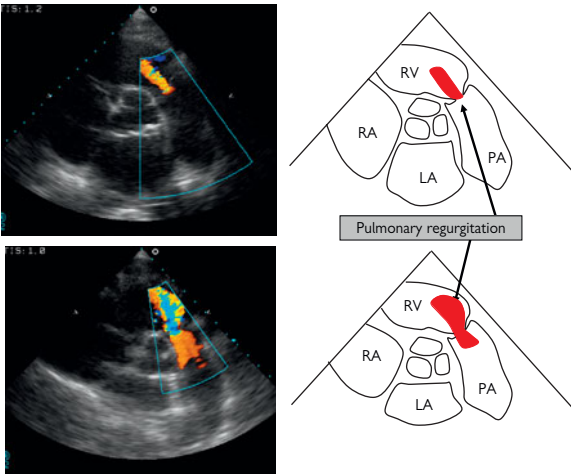 TIS:1.2
RV
RA
PA
LA
Pulmonary regurgitation
TIS:1.0
RV
RA
PA
LA